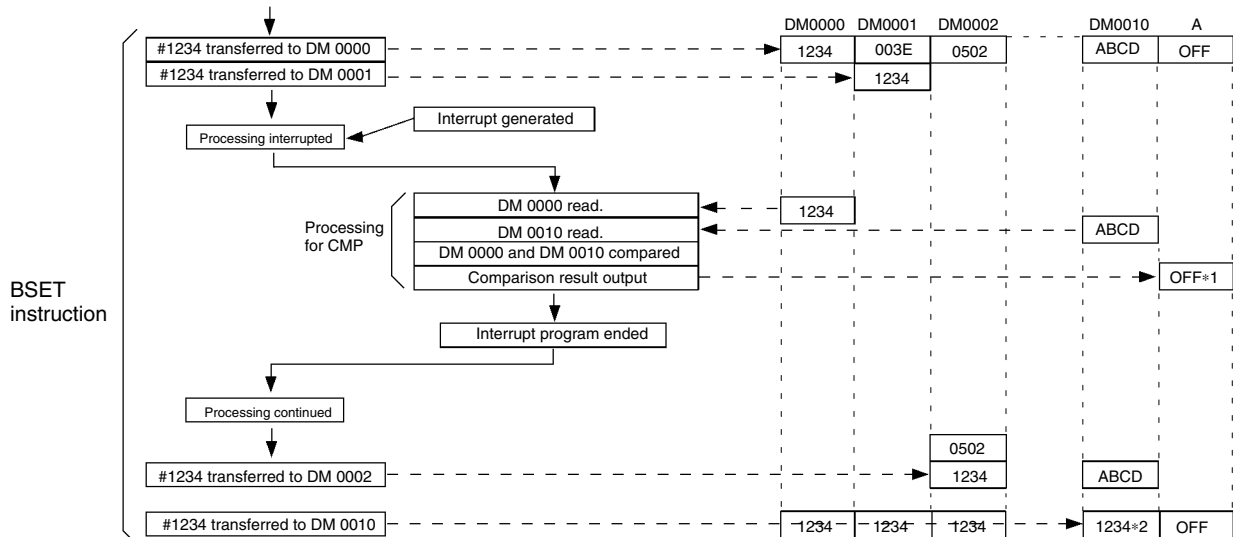 DM0000 DM0001 DM0002 DM0010 A
#1234 transferred to DM 0000 1234 003E 0502 ABCD OFF
#1234 transferred to DM 0001 1234
Interrupt generated
Processing interrupted
DM 0000 read. 1234
Processing for CMP
DM 0010 read. ABCD
DM 0000 and DM 0010 compared
Comparison result output OFF*1
BSET instruction
Interrupt program ended
Processing continued
0502
#1234 transferred to DM 0002 1234 ABCD
#1234 transferred to DM 0010 1234 1234 1234 1234*2 OFF